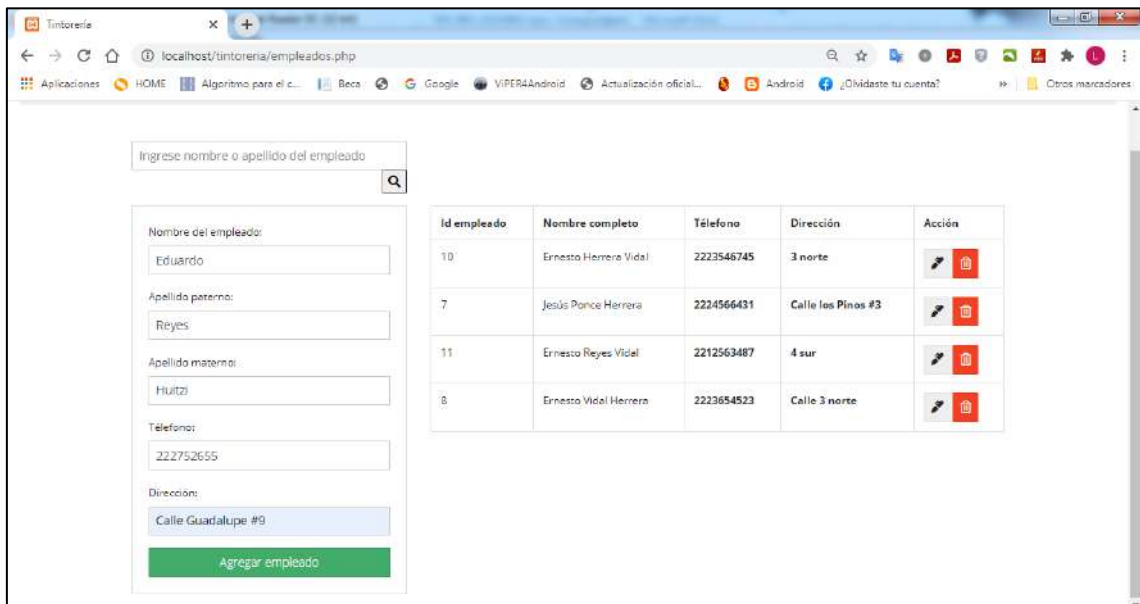 Tintorería
localhost/tintoreria/empleados.php
Aplicaciones HOME Algoritmo para el c... Beca Google ViPER4Android Actualización oficial... Android ¿Olvidaste tu cuenta? » Otros marcadores
Ingrese nombre o apellido del empleado
Nombre del empleado:
Eduardo
Apellido paterno:
Reyes
Apellido materno:
Huitzi
Télefono:
222752655
Dirección:
Calle Guadalupe #9
Agregar empleado
Id empleado Nombre completo Télefono Dirección Acción
10 Ernesto Herrera Vidal 2223546745 3 norte
7 Jesús Ponce Herrera 2224566431 Calle los Pinos #3
11 Ernesto Reyes Vidal 2212563487 4 sur
8 Ernesto Vidal Herrera 2223654523 Calle 3 norte